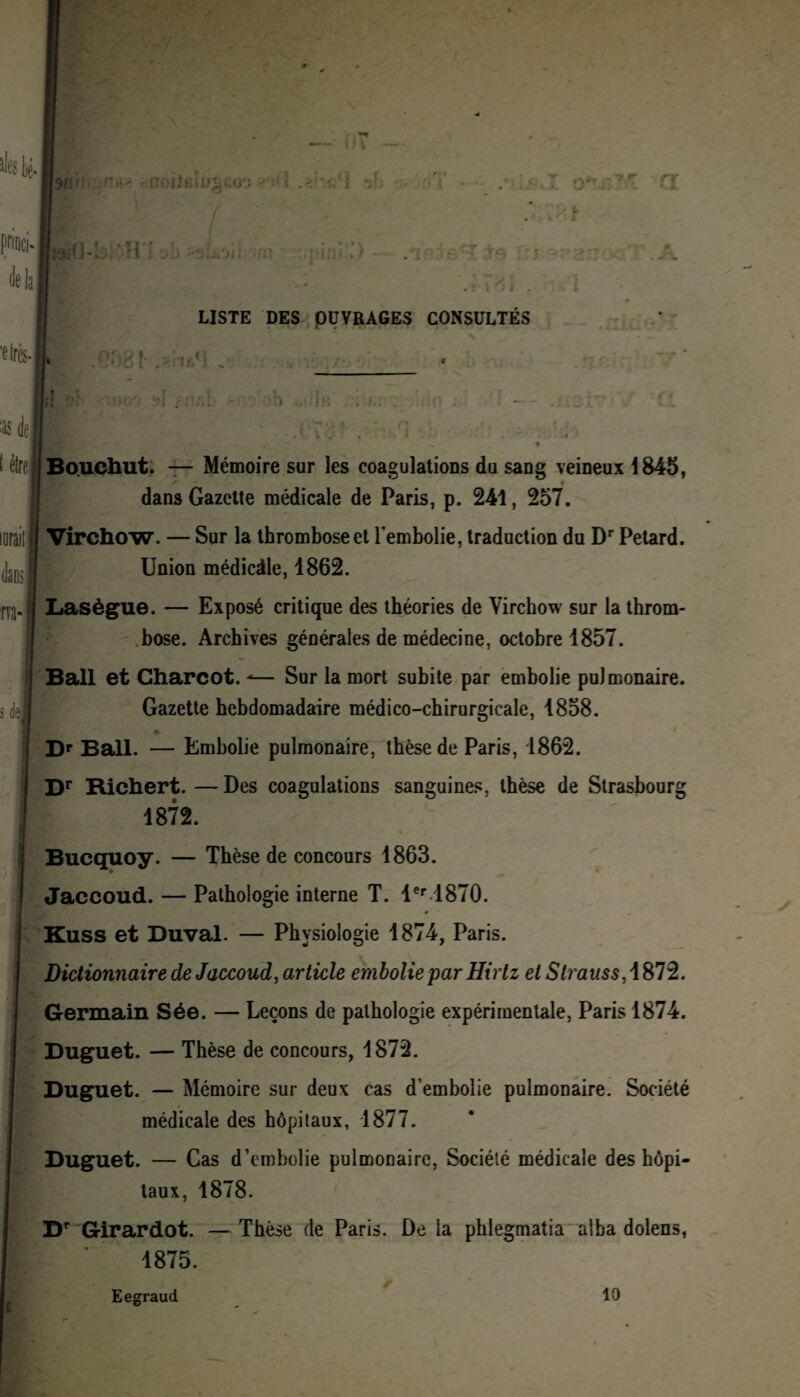 LISTE DES OUVRAGES CONSULTÉS
Bouchut. — Mémoire sur les coagulations du sang veineux 1845,
dans Gazette médicale de Paris, p. 241, 257.
Virchow. — Sur la thrombose et l'embolie, traduction du Dr Petard.
Union médicale, 1862.
Lasègue. — Exposé critique des théories de Virchow sur la throm-
bose. Archives générales de médecine, octobre 1857.
Ball et Charcot. — Sur la mort subite par embolie pulmonaire.
Gazette hebdomadaire médico-chirurgicale, 1858.
Dr Ball. — Embolie pulmonaire, thèse de Paris, 1862.
Dr Richert. — Des coagulations sanguines, thèse de Strasbourg
1872.
Bucquoy. — Thèse de concours 1863.
Jaccoud. — Pathologie interne T. 1er 1870.
Kuss et Duval. — Physiologie 1874, Paris.
Dictionnaire de Jaccoud, article embolie par Hirtz et Strauss, 1872.
Germain Sée. — Leçons de pathologie expérimentale, Paris 1874.
Duguet. — Thèse de concours, 1872.
Duguet. — Mémoire sur deux cas d'embolie pulmonaire. Société
médicale des hôpitaux, 1877.
Duguet. — Cas d'embolie pulmonaire, Société médicale des hôpi-
taux, 1878.
Dr Girardot. — Thèse de Paris. De la phlegmatia alba dolens,
1875.
Eegraud 10